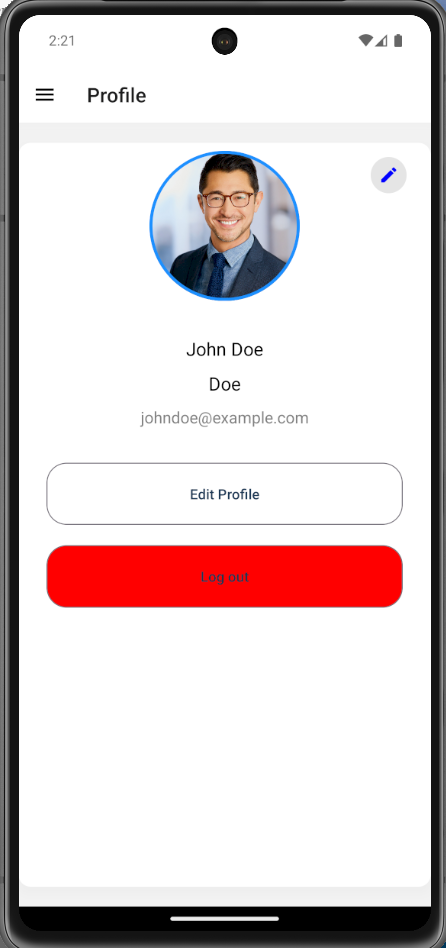 2:21
Profile
John Doe
Doe
johndoe@example.com
Edit Profile
Log out